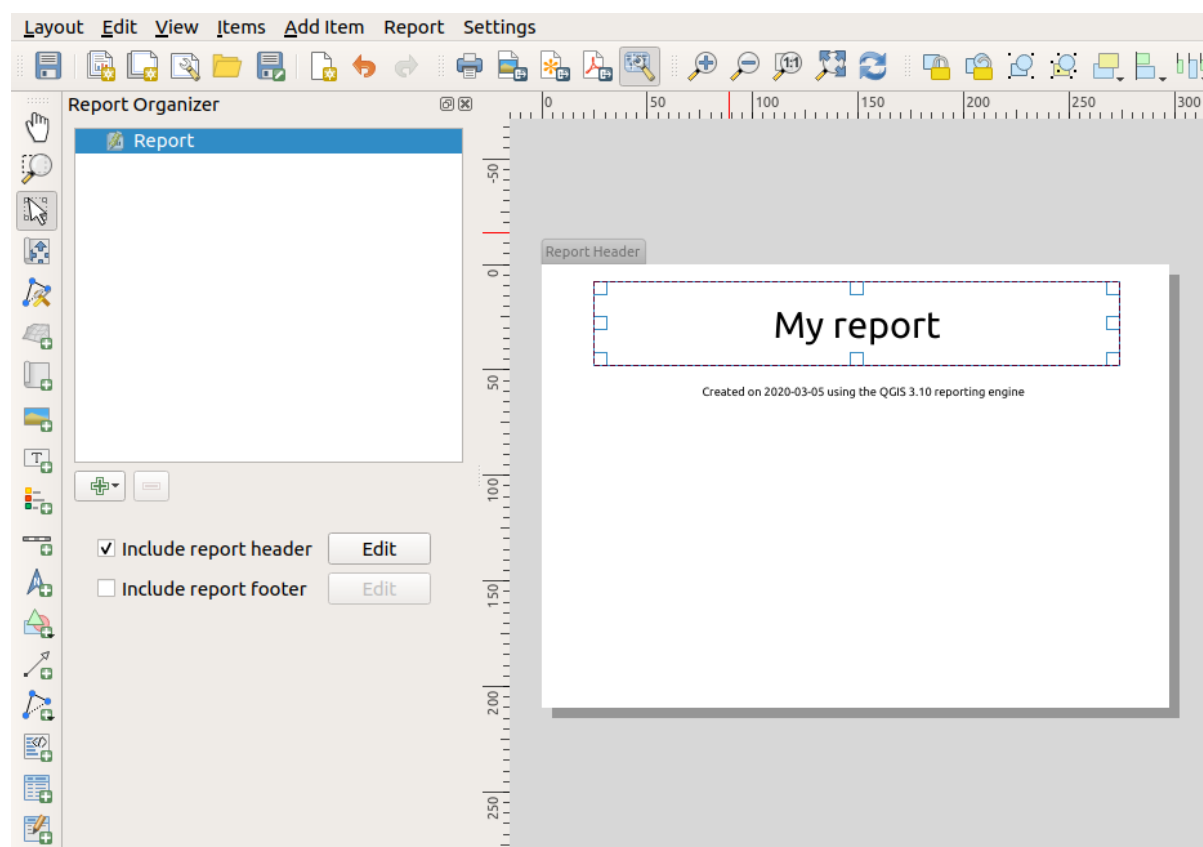 Layout Edit View Items Add Item Report Settings
1:1
Report Organizer
0 50 100 150 200 250 300
Report
-50
Report Header
0
My report
50
Created on 2020-03-05 using the QGIS 3.10 reporting engine
100
Include report header Edit
Include report footer Edit
150
200
250